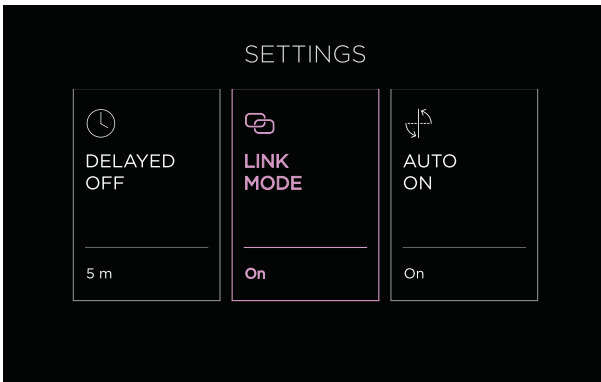 SETTINGS
DELAYED
OFF
5 m
LINK
MODE
On
AUTO
ON
On